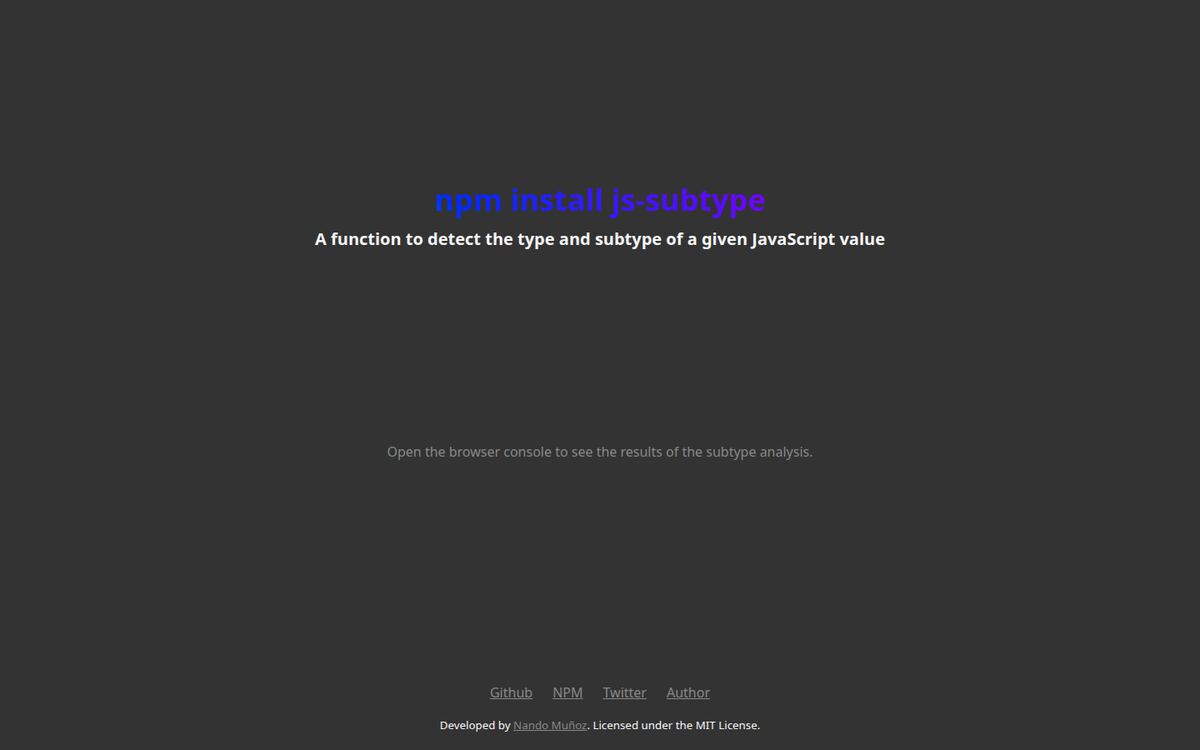 npm install js-subtype
A function to detect the type and subtype of a given JavaScript value
Open the browser console to see the results of the subtype analysis.
Github NPM Twitter Author
Developed by Nando Muñoz. Licensed under the MIT License.